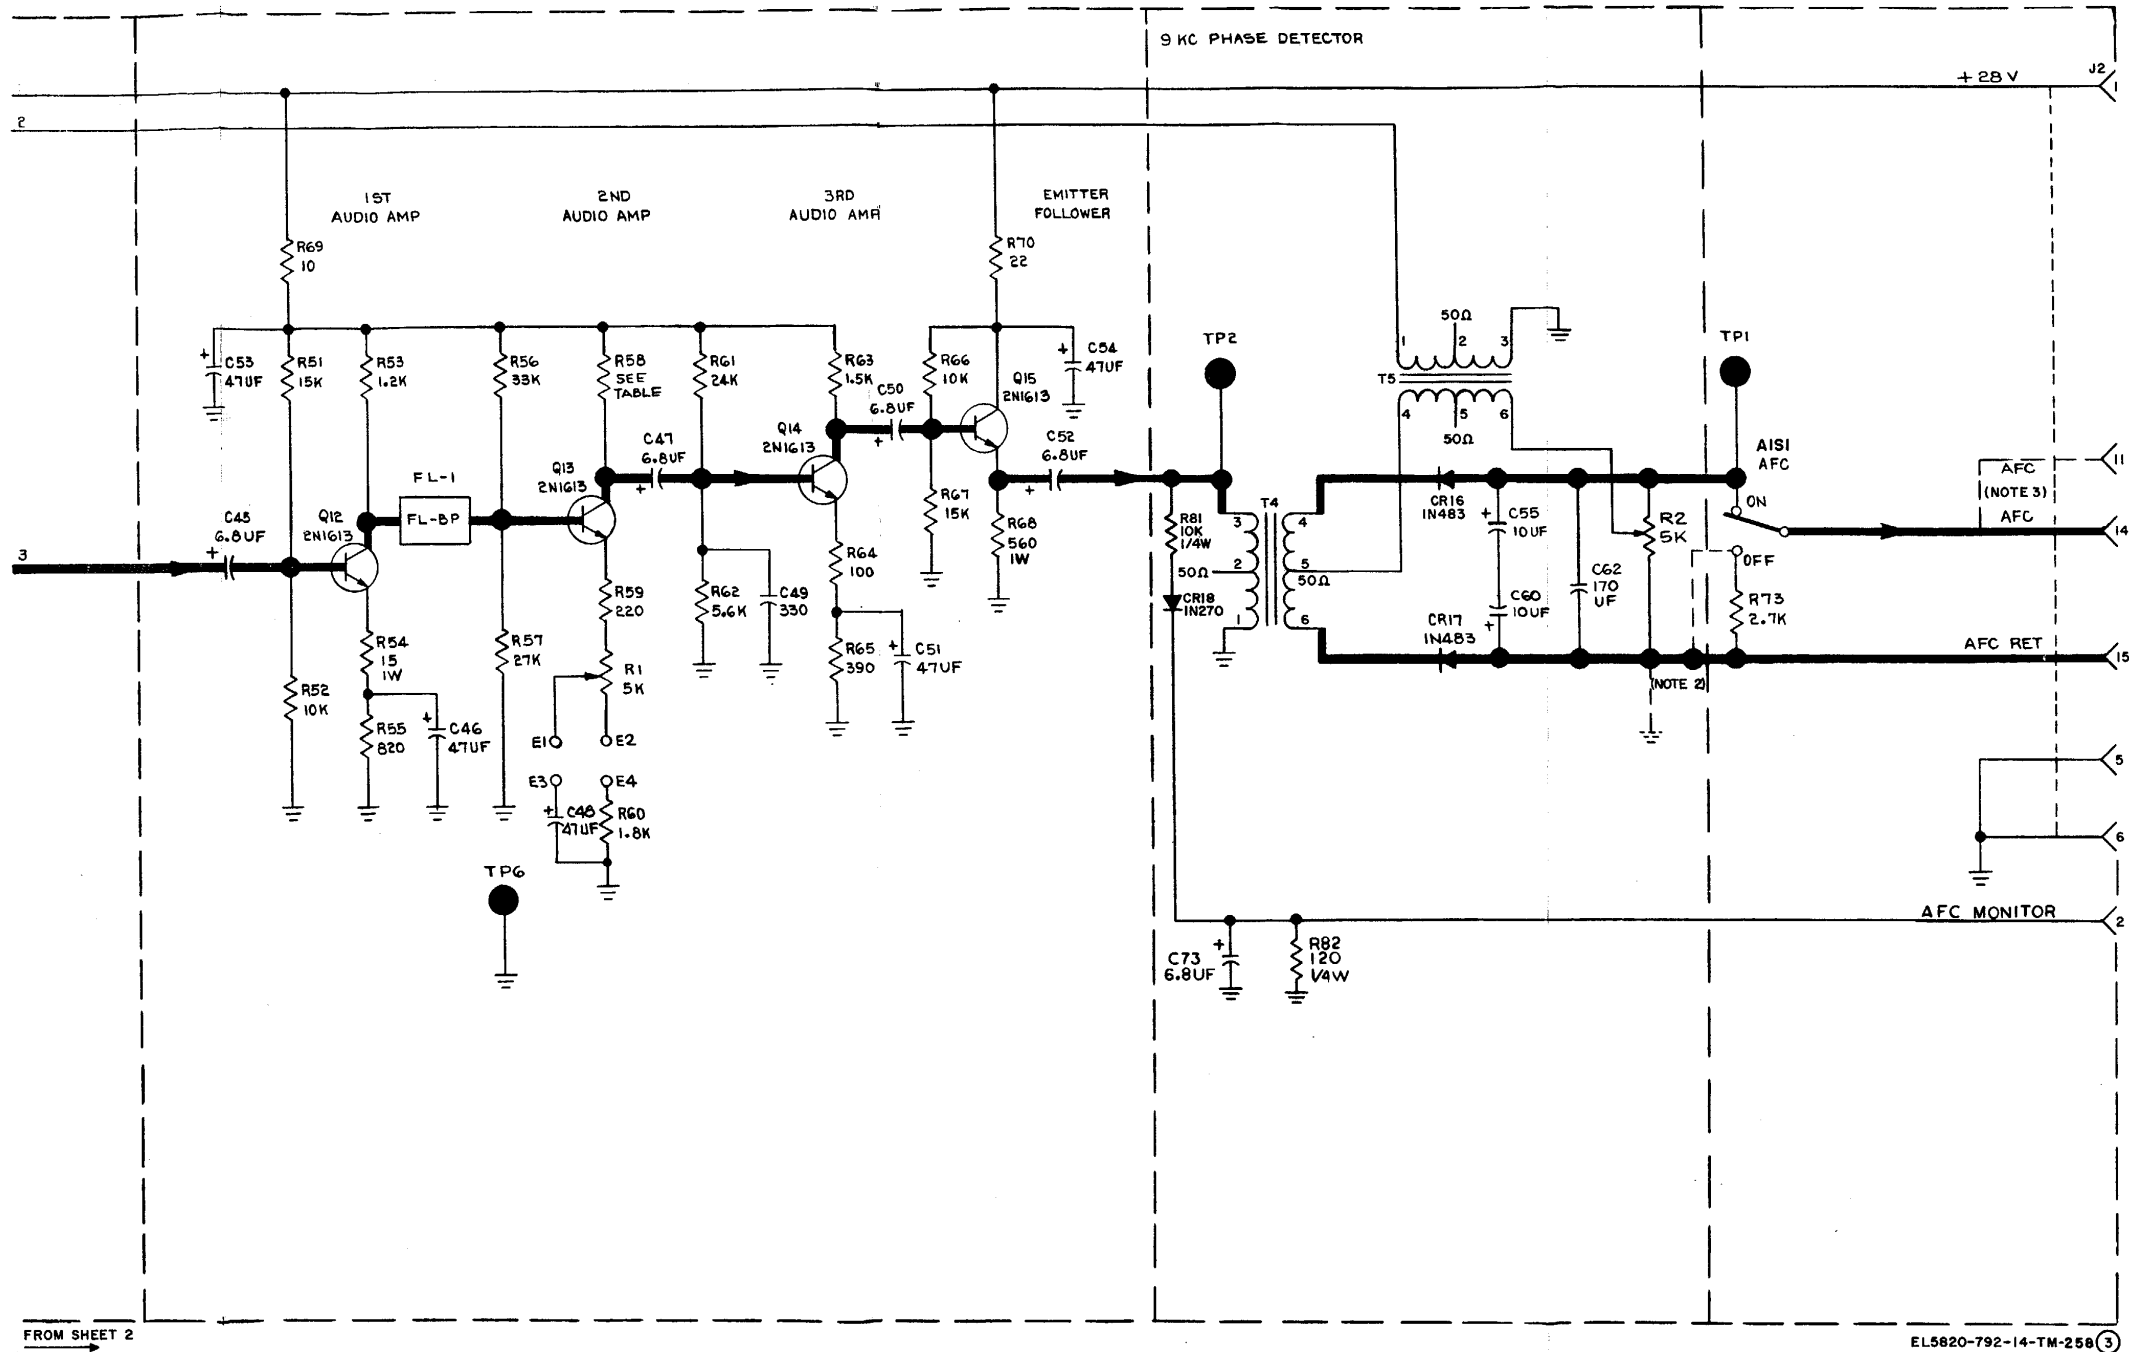 9 KC PHASE DETECTOR
+28V
J2
1
2
1ST
AUDIO AMP
2ND
AUDIO AMP
3RD
AUDIO AMP
EMITTER
FOLLOWER
R69
10
R70
22
C53
47UF
R51
15K
R53
1.2K
R56
33K
R58
SEE
TABLE
R61
24K
R63
1.5K
C50
6.8UF
R66
10K
Q15
2N1613
C54
47UF
TP2
50Ω
1
2
3
T5
4
5
6
50Ω
TP1
A1S1
AFC
C45
6.8UF
Q12
2N1613
FL-1
FL-BP
Q13
2N1613
C47
6.8UF
Q14
2N1613
R67
15K
C52
6.8UF
R68
560
1W
R81
10K
1/4W
50Ω
CR18
1N270
T4
3
2
1
4
5
50Ω
6
CR16
1N483
C55
10UF
C60
10UF
CR17
1N483
C62
170
UF
R2
5K
ON
OFF
R73
2.7K
AFC
(NOTE 3)
AFC
11
14
AFC RET
15
(NOTE 2)
3
R52
10K
R54
15
1W
R55
820
C46
47UF
R57
27K
R59
220
R1
5K
E1
E2
E3
E4
C48
47UF
R60
1.8K
R62
5.6K
C49
330
R64
100
R65
390
C51
47UF
TP6
5
6
AFC MONITOR
2
C73
6.8UF
R82
120
1/4W
+
+
+
+
+
+
+
+
+
+
+
+
FROM SHEET 2
EL5820-792-14-TM-258 3